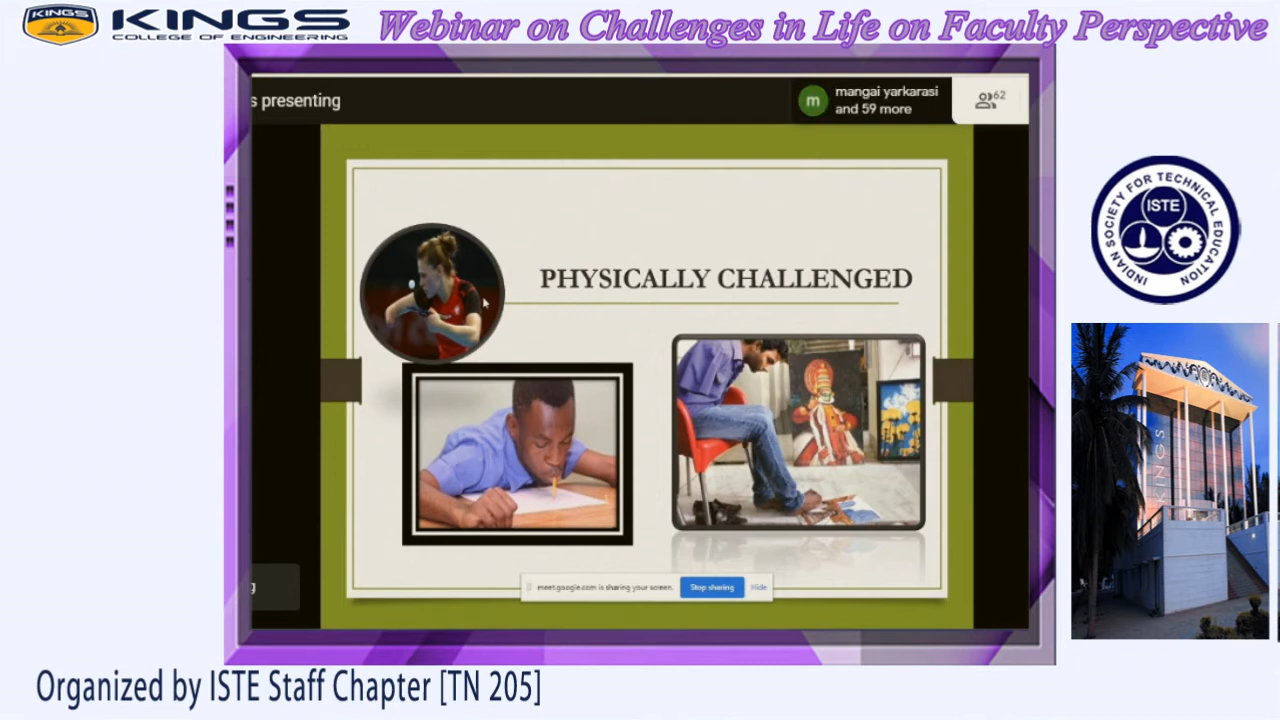 KINGS
COLLEGE OF ENGINEERING
Webinar on Challenges in Life on Faculty Perspective
s presenting
m
mangai yarkarasi
and 59 more
62
PHYSICALLY CHALLENGED
meet.google.com is sharing your screen.
Stop sharing
Hide
g
INDIAN SOCIETY FOR TECHNICAL EDUCATION
ISTE
KINGS
Organized by ISTE Staff Chapter [TN 205]